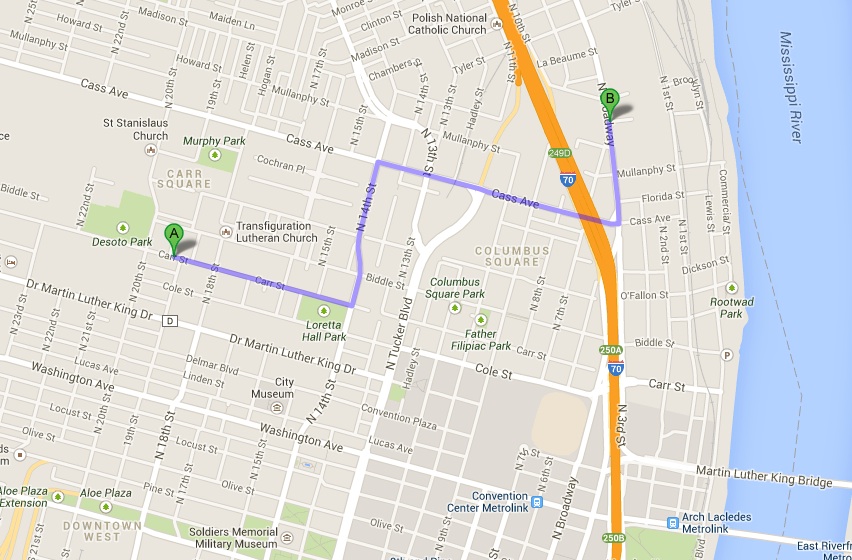 Monroe St
N 10th St
Tyler St
Madison St
Maiden Ln
Clinton St
Polish National
Catholic Church
Howard St
Mullanphy St
Helen St
Hogan St
N 17th St
Madison St
N 11th St
La Beaume St
Howard St
Chambers St
Tyler St
N 20th St
N 19th St
Mullanphy St
N 14th St
N 13th St
Hadley St
N 1st St
Brooklyn St
Mississippi River
Cass Ave
B
N Broadway
St Stanislaus
Church
N 15th St
N 13th St
Murphy Park
Cass Ave
Mullanphy St
249D
Cochran Pl
70
Mullanphy St
CARR
SQUARE
N 22nd St
N 14th St
Cass Ave
Florida St
Commercial St
Lewis St
Biddle St
A
Transfiguration
Lutheran Church
Cass Ave
N 2nd St
N 1st St
Desoto Park
N 15th St
N 13th St
COLUMBUS
SQUARE
Carr St
Dickson St
N 20th St
N 18th St
Carr St
Biddle St
Columbus
Square Park
N 8th St
N 7th St
O'Fallon St
Rootwad
Park
Cole St
Dr Martin Luther King Dr
D
Loretta
Hall Park
N Tucker Blvd
Father
Filipiac Park
N 23rd St
N 21st St
Dr Martin Luther King Dr
Carr St
250A
Biddle St
P
Lucas Ave
Delmar Blvd
Linden St
Hadley St
Cole St
70
Carr St
Washington Ave
City
Museum
N 14th St
N 20th St
19th St
Locust St
N 18th St
Convention Plaza
N 3rd St
Olive St
Locust St
Washington Ave
Lucas Ave
N 15th St
N 7th St
N 6th St
Martin Luther King Bridge
Aloe Plaza
Extension
Aloe Plaza
Pine St
Olive St
Convention
Center Metrolink
N Broadway
DOWNTOWN
WEST
Soldiers Memorial
Military Museum
Olive St
N 9th St
Arch Lacledes
Metrolink
250B
East Riverfr